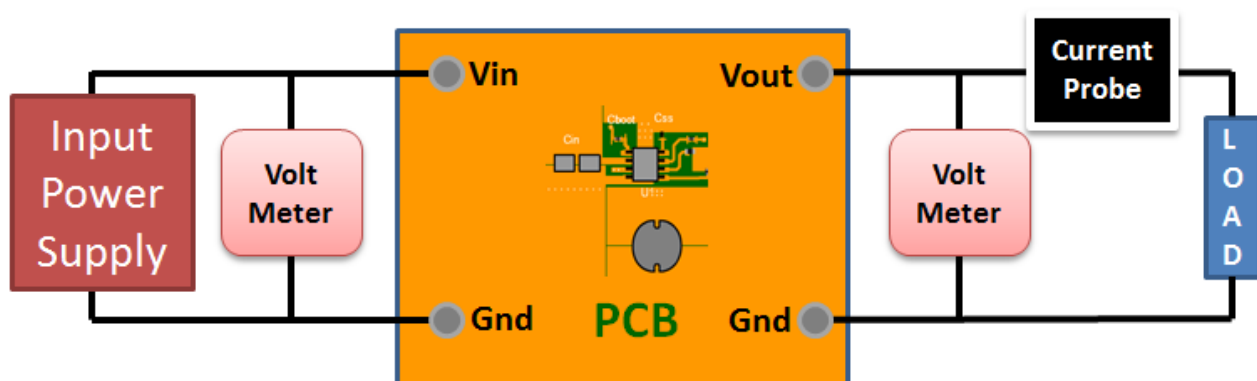 Input
Power
Supply
Volt
Meter
Vin
Gnd
Cin
Cboot
Css
U1::
PCB
Vout
Gnd
Volt
Meter
Current
Probe
L
O
A
D